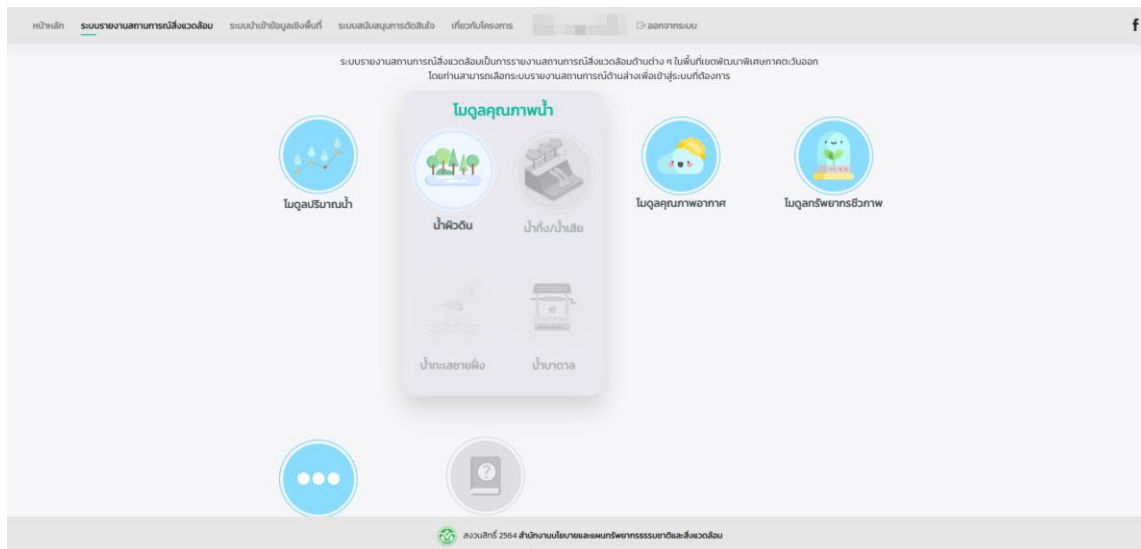 หน้าหลัก ระบบรายงานสถานการณ์สิ่งแวดล้อม ระบบนำเข้าข้อมูลเชิงพื้นที่ ระบบสนับสนุนการตัดสินใจ เกี่ยวกับโครงการ ออกจากระบบ f
ระบบรายงานสถานการณ์สิ่งแวดล้อมเป็นการรายงานสถานการณ์สิ่งแวดล้อมด้านต่าง ๆ ในพื้นที่เขตพัฒนาพิเศษภาคตะวันออก
โดยท่านสามารถเลือกระบบรายงานสถานการณ์ด้านล่างเพื่อเข้าสู่ระบบที่ต้องการ
โมดูลคุณภาพน้ำ
โมดูลปริมาณน้ำ
น้ำผิวดิน น้ำทิ้ง/น้ำเสีย
น้ำทะเลชายฝั่ง น้ำบาดาล
โมดูลคุณภาพอากาศ
โมดูลทรัพยากรชีวภาพ
สงวนสิทธิ์ 2564 สำนักงานนโยบายและแผนทรัพยากรธรรมชาติและสิ่งแวดล้อม